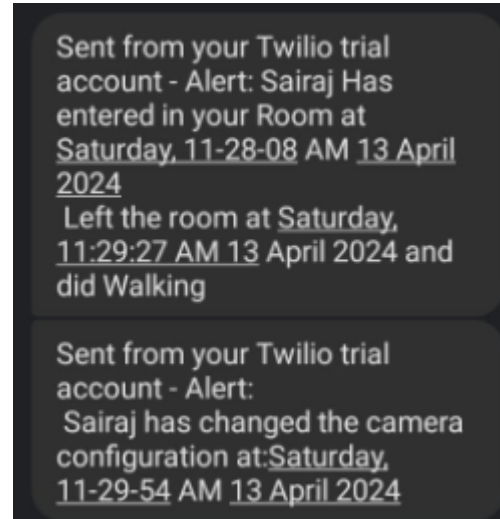 Sent from your Twilio trial
account - Alert: Sairaj Has
entered in your Room at
Saturday, 11-28-08 AM 13 April
2024
Left the room at Saturday,
11:29:27 AM 13 April 2024 and
did Walking
Sent from your Twilio trial
account - Alert:
Sairaj has changed the camera
configuration at:Saturday,
11-29-54 AM 13 April 2024